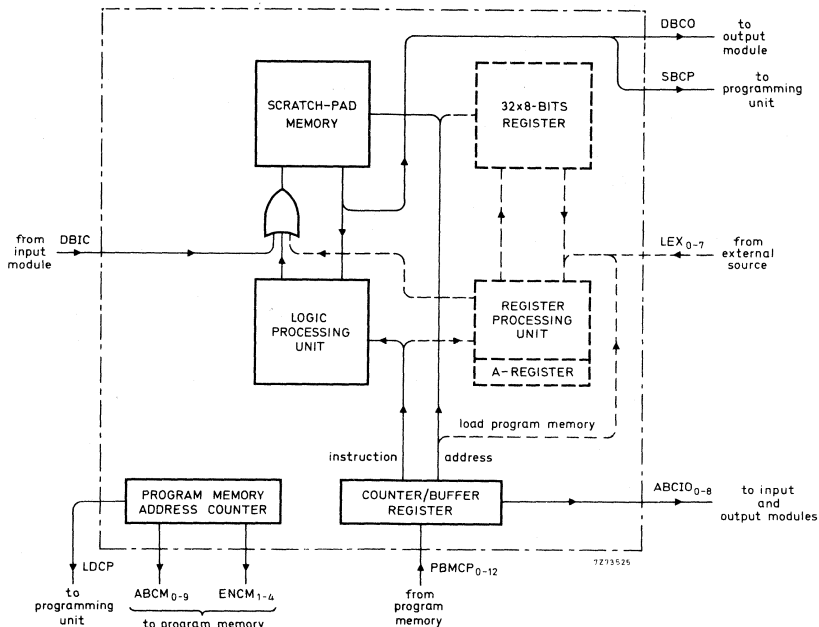 DBCO
to
output
module
SBCP
to
programming
unit
SCRATCH-PAD
MEMORY
32x8-BITS
REGISTER
from
input
module
DBIC
LEX0-7
from
external
source
LOGIC
PROCESSING
UNIT
REGISTER
PROCESSING
UNIT
A-REGISTER
load program memory
instruction
address
PROGRAM MEMORY
ADDRESS COUNTER
COUNTER/BUFFER
REGISTER
ABCIO0-8
to input
and
output modules
7Z73525
LDCP
to
programming
unit
ABCM0-9
ENCM1-4
to program memory
PBMCP0-12
from
program
memory